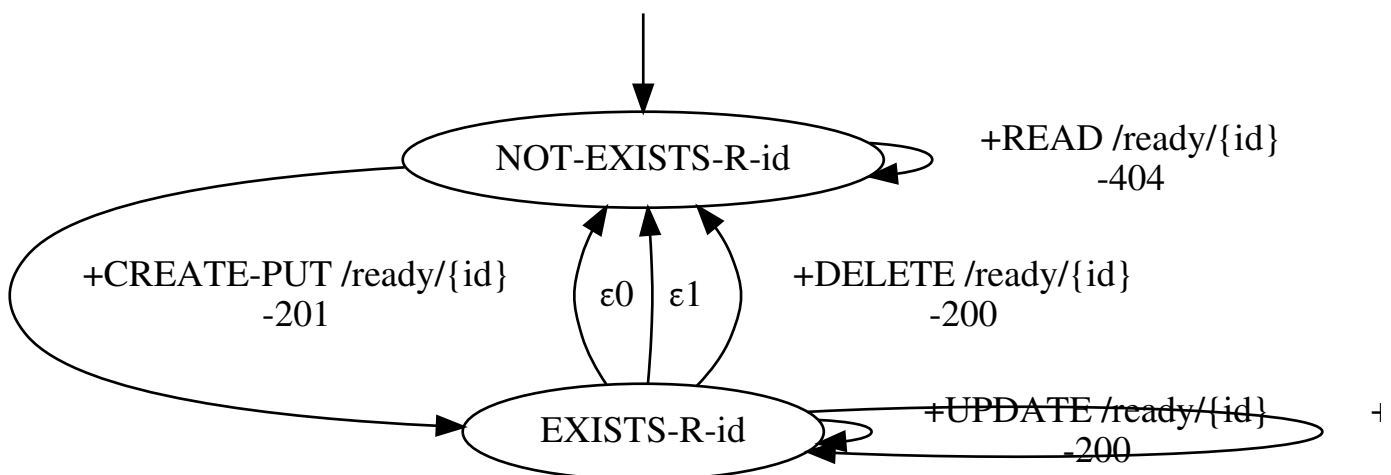 NOT-EXISTS-R-id
+READ /ready/{id}
-404
+CREATE-PUT /ready/{id}
-201
ε0
ε1
+DELETE /ready/{id}
-200
EXISTS-R-id
+UPDATE /ready/{id}
-200
+